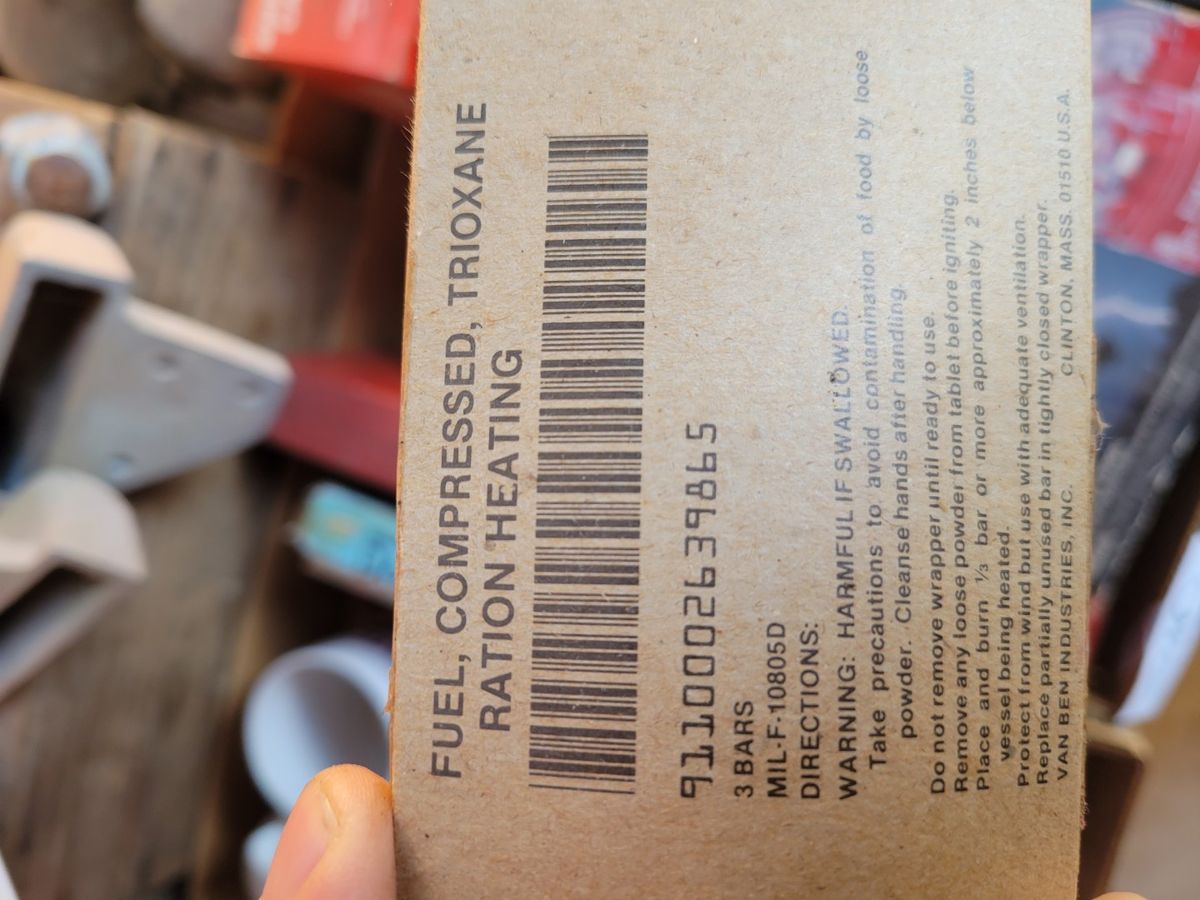 FUEL, COMPRESSED, TRIOXANE
RATION HEATING
9110002639865
3 BARS
MIL-F-10805D
DIRECTIONS:
WARNING: HARMFUL IF SWALLOWED.
Take precautions to avoid contamination of food by loose
powder. Cleanse hands after handling.
Do not remove wrapper until ready to use.
Remove any loose powder from tablet before igniting.
Place and burn ⅓ bar or more approximately 2 inches below
vessel being heated.
Protect from wind but use with adequate ventilation.
Replace partially unused bar in tightly closed wrapper.
VAN BEN INDUSTRIES, INC. CLINTON, MASS. 01510 U.S.A.